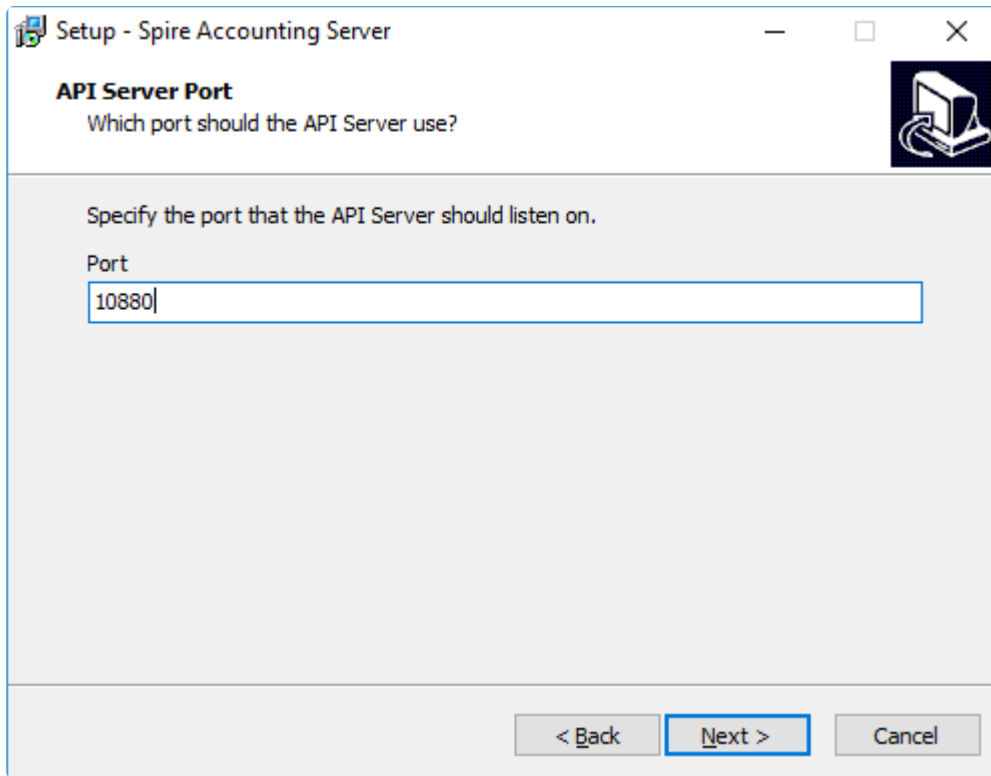 Setup - Spire Accounting Server
API Server Port
Which port should the API Server use?
Specify the port that the API Server should listen on.
Port
10880
< Back Next > Cancel